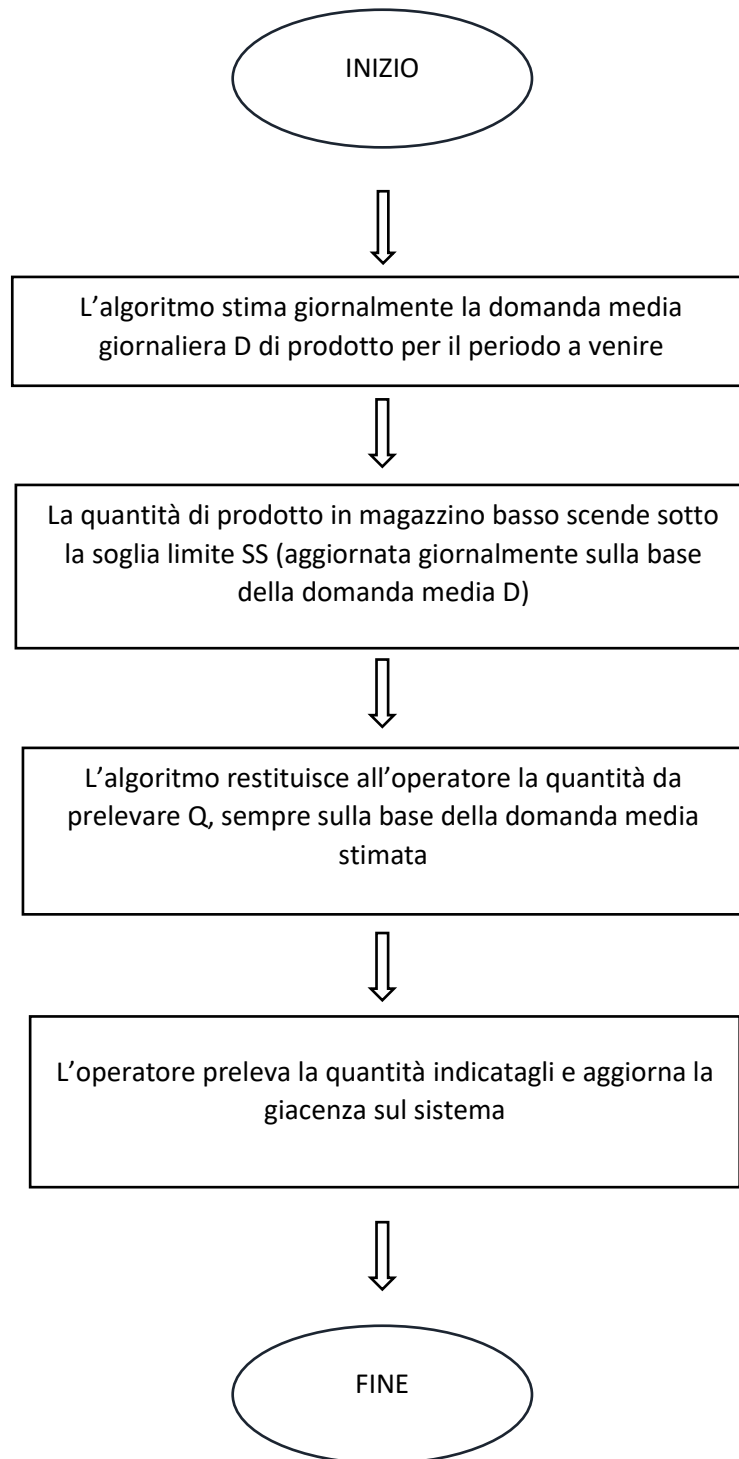 INIZIO
L’algoritmo stima giornalmente la domanda media
giornaliera D di prodotto per il periodo a venire
La quantità di prodotto in magazzino basso scende sotto
la soglia limite SS (aggiornata giornalmente sulla base
della domanda media D)
L’algoritmo restituisce all’operatore la quantità da
prelevare Q, sempre sulla base della domanda media
stimata
L’operatore preleva la quantità indicatagli e aggiorna la
giacenza sul sistema
FINE